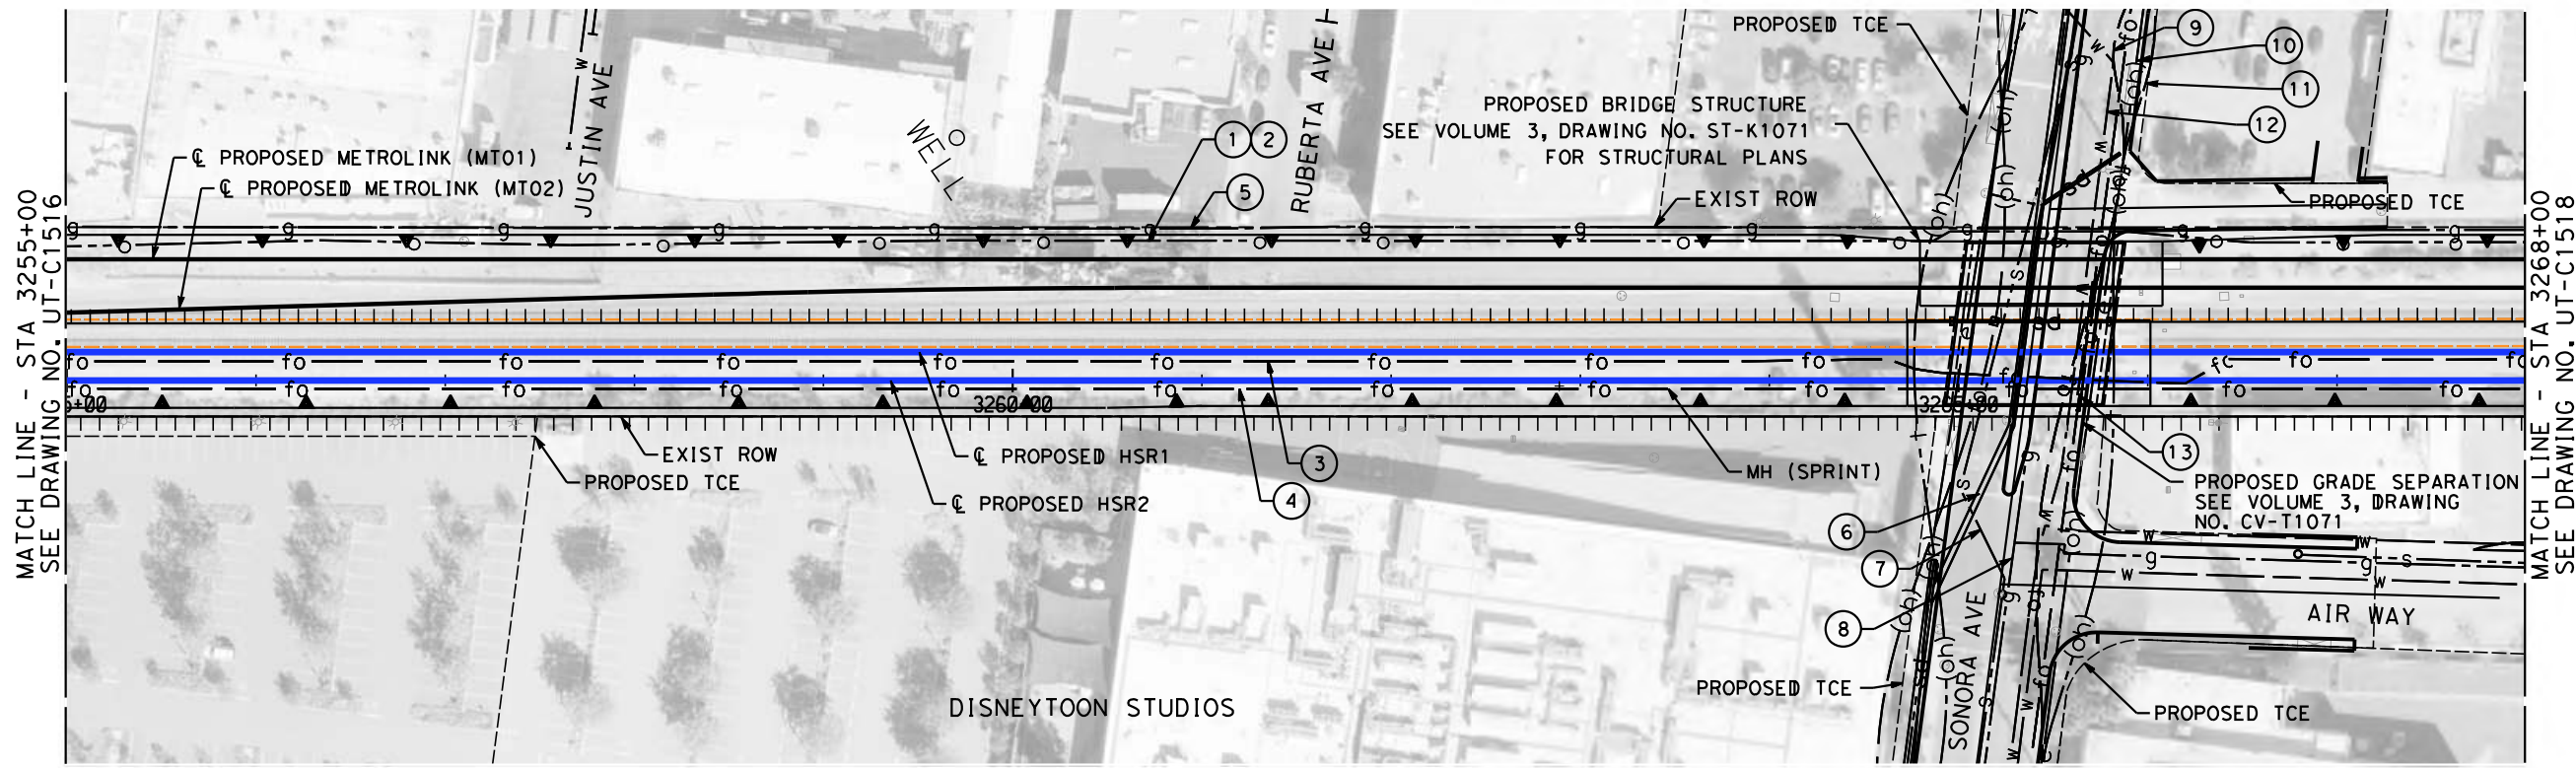 MATCH LINE - STA 3255+00
SEE DRAWING NO. UT-C1516
℄ PROPOSED METROLINK (MT01)
℄ PROPOSED METROLINK (MT02)
JUSTIN AVE
WELL
1
2
5
RUBERTA AVE
PROPOSED TCE
PROPOSED BRIDGE STRUCTURE
SEE VOLUME 3, DRAWING NO. ST-K1071
FOR STRUCTURAL PLANS
EXIST ROW
9
10
11
12
PROPOSED TCE
3260+00
EXIST ROW
PROPOSED TCE
℄ PROPOSED HSR1
℄ PROPOSED HSR2
3
4
MH (SPRINT)
13
PROPOSED GRADE SEPARATION
SEE VOLUME 3, DRAWING
NO. CV-T1071
6
7
8
AIR WAY
SONORA AVE
PROPOSED TCE
PROPOSED TCE
DISNEYTOON STUDIOS
MATCH LINE - STA 3268+00
SEE DRAWING NO. UT-C1518